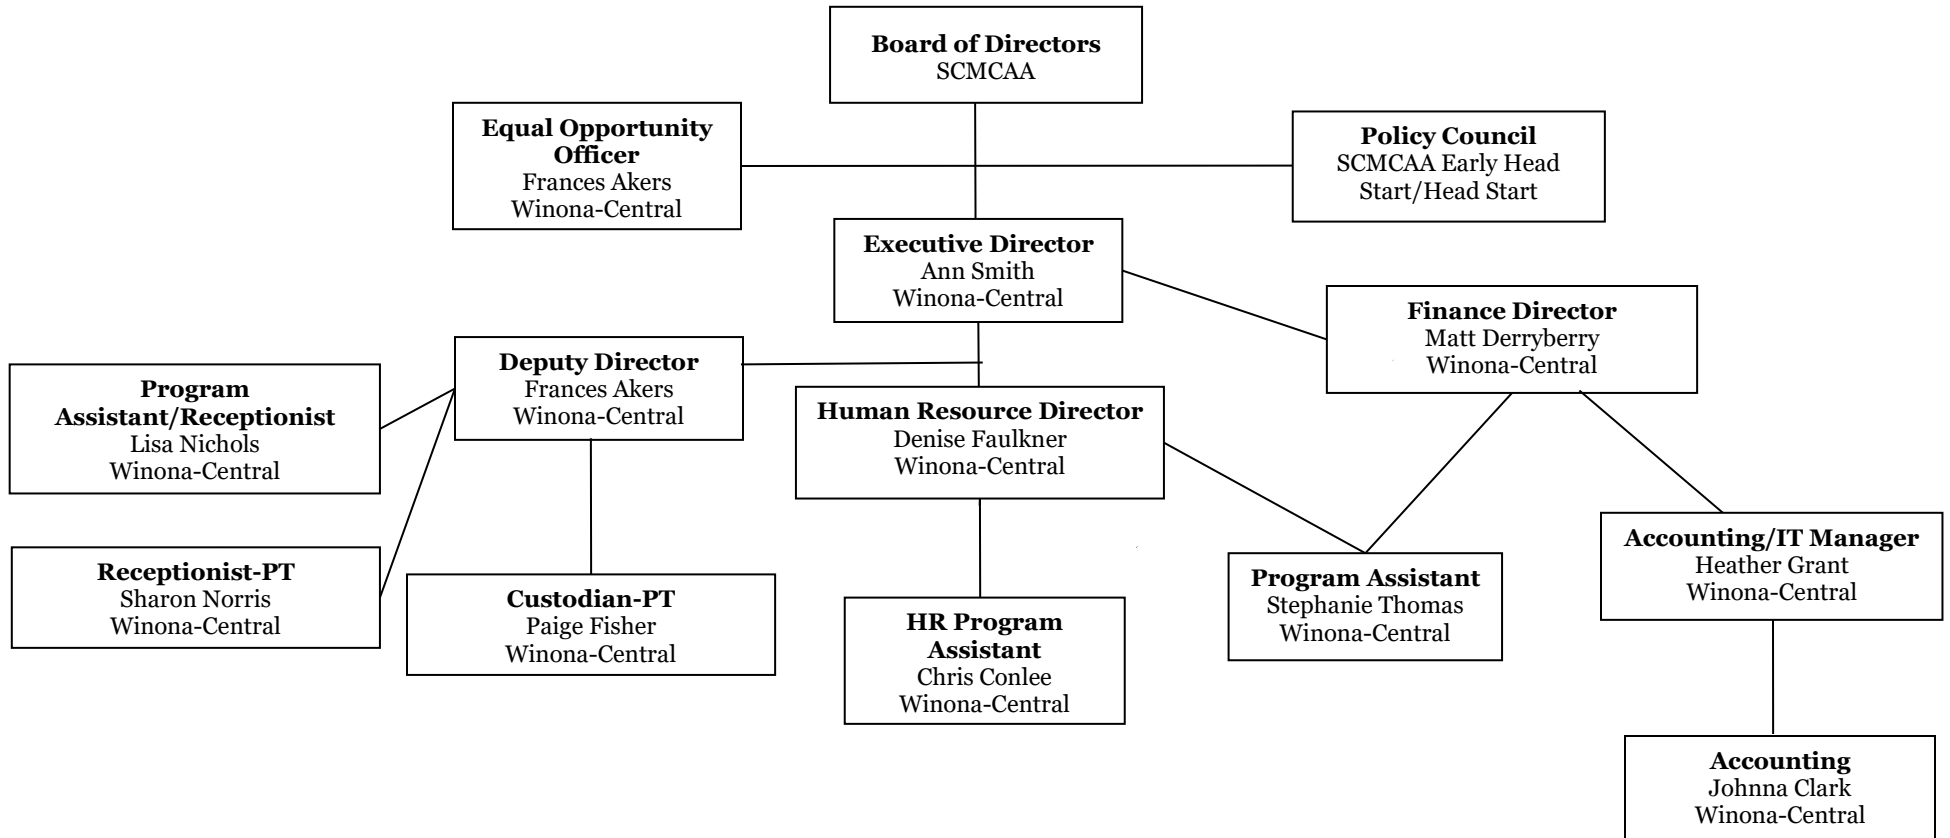 Board of Directors
SCMCAA
Equal Opportunity
Officer
Frances Akers
Winona-Central
Policy Council
SCMCAA Early Head
Start/Head Start
Executive Director
Ann Smith
Winona-Central
Finance Director
Matt Derryberry
Winona-Central
Deputy Director
Frances Akers
Winona-Central
Program
Assistant/Receptionist
Lisa Nichols
Winona-Central
Human Resource Director
Denise Faulkner
Winona-Central
Receptionist-PT
Sharon Norris
Winona-Central
Custodian-PT
Paige Fisher
Winona-Central
HR Program
Assistant
Chris Conlee
Winona-Central
Program Assistant
Stephanie Thomas
Winona-Central
Accounting/IT Manager
Heather Grant
Winona-Central
Accounting
Johnna Clark
Winona-Central